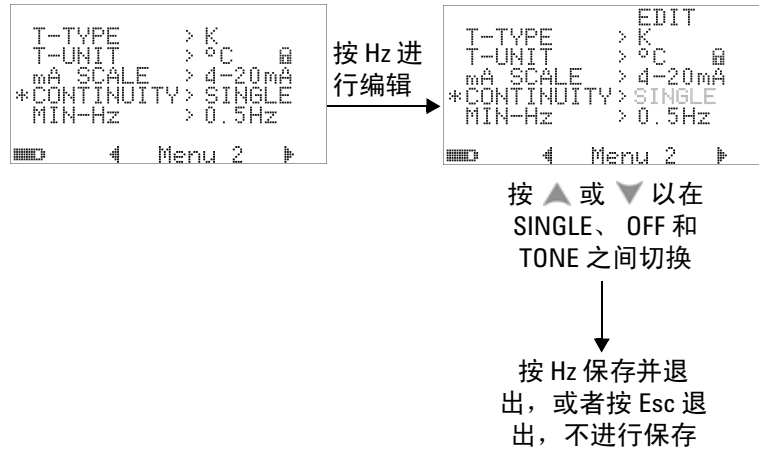 T-TYPE > K
T-UNIT > °C
mA SCALE > 4-20mA
*CONTINUITY> SINGLE
MIN-Hz > 0.5Hz
Menu 2
按 Hz 进
行编辑
EDIT
T-TYPE > K
T-UNIT > °C
mA SCALE > 4-20mA
*CONTINUITY> SINGLE
MIN-Hz > 0.5Hz
Menu 2
按 ▲ 或 ▼ 以在
SINGLE、 OFF 和
TONE 之间切换
按 Hz 保存并退
出，或者按 Esc 退
出，不进行保存